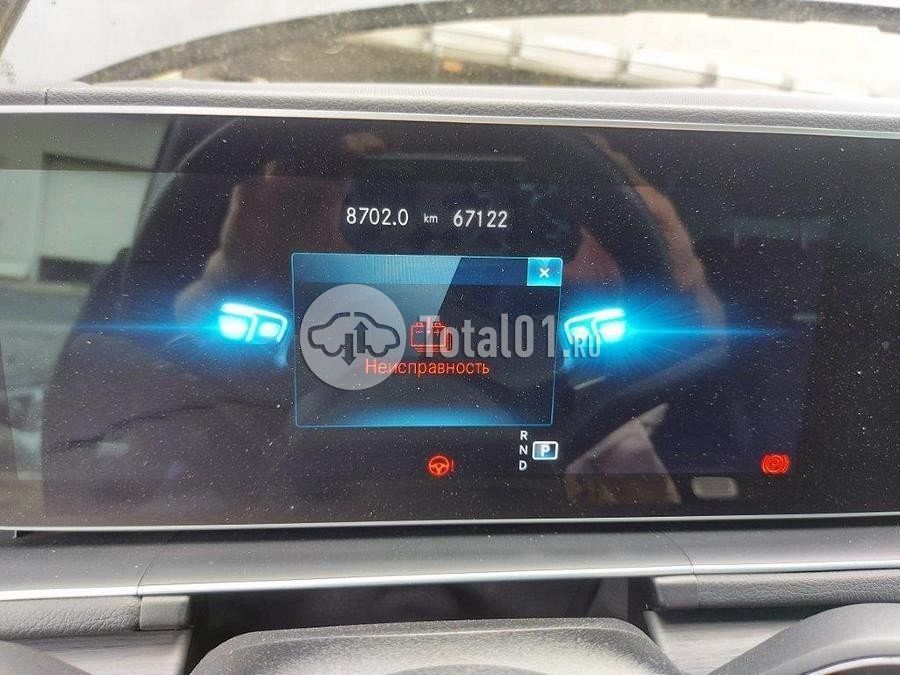 8702.0 km 67122
Total01.RU
Неисправность
R
N P
D